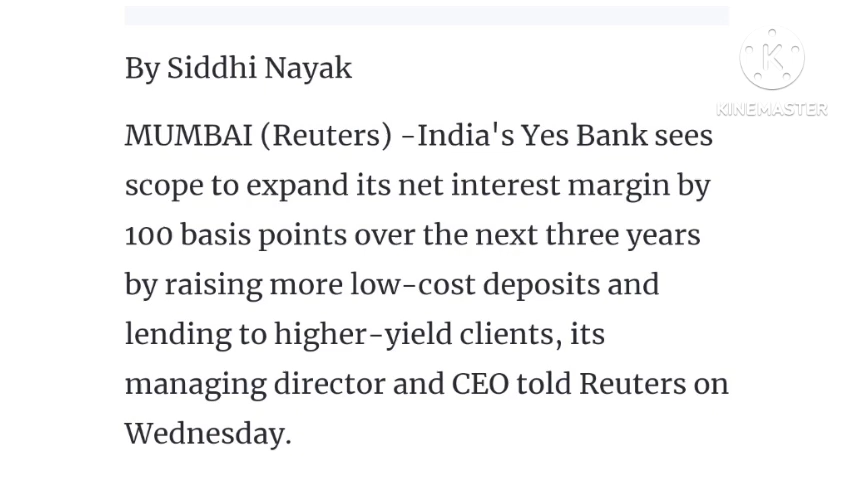 By Siddhi Nayak
K
KINEMASTER
MUMBAI (Reuters) -India's Yes Bank sees
scope to expand its net interest margin by
100 basis points over the next three years
by raising more low-cost deposits and
lending to higher-yield clients, its
managing director and CEO told Reuters on
Wednesday.